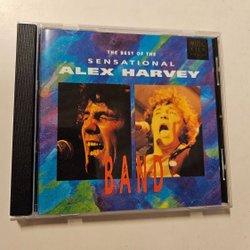 THE BEST OF THE
SENSATIONAL
ALEX HARVEY
BAND